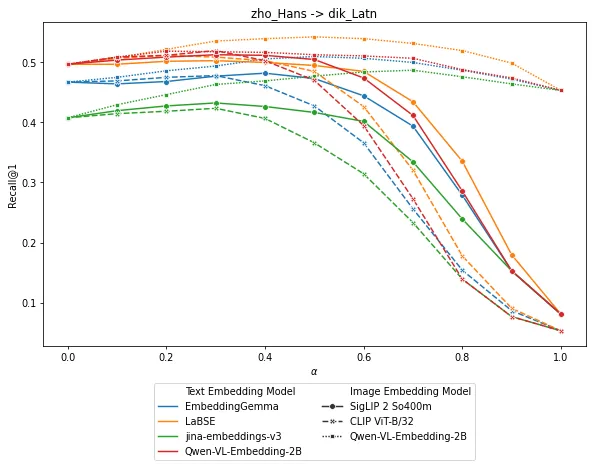 zho_Hans -> dik_Latn
Recall@1
0.5
0.4
0.3
0.2
0.1
0.0 0.2 0.4 0.6 0.8 1.0
α
Text Embedding Model Image Embedding Model
EmbeddingGemma SigLIP 2 So400m
LaBSE CLIP ViT-B/32
jina-embeddings-v3 Qwen-VL-Embedding-2B
Qwen-VL-Embedding-2B